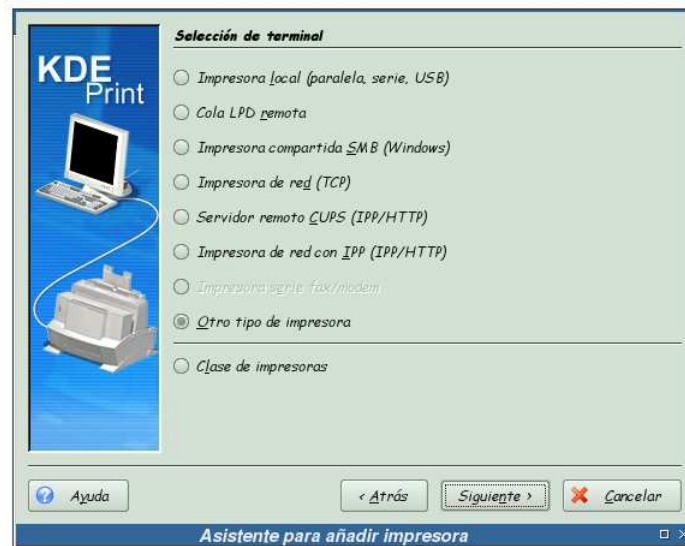 Selección de terminal
KDE
Print
Impresora local (paralela, serie, USB)
Cola LPD remota
Impresora compartida SMB (Windows)
Impresora de red (TCP)
Servidor remoto CUPS (IPP/HTTP)
Impresora de red con IPP (IPP/HTTP)
Impresora serie fax/modem
Otro tipo de impresora
Clase de impresoras
Ayuda
< Atrás
Siguiente >
Cancelar
Asistente para añadir impresora